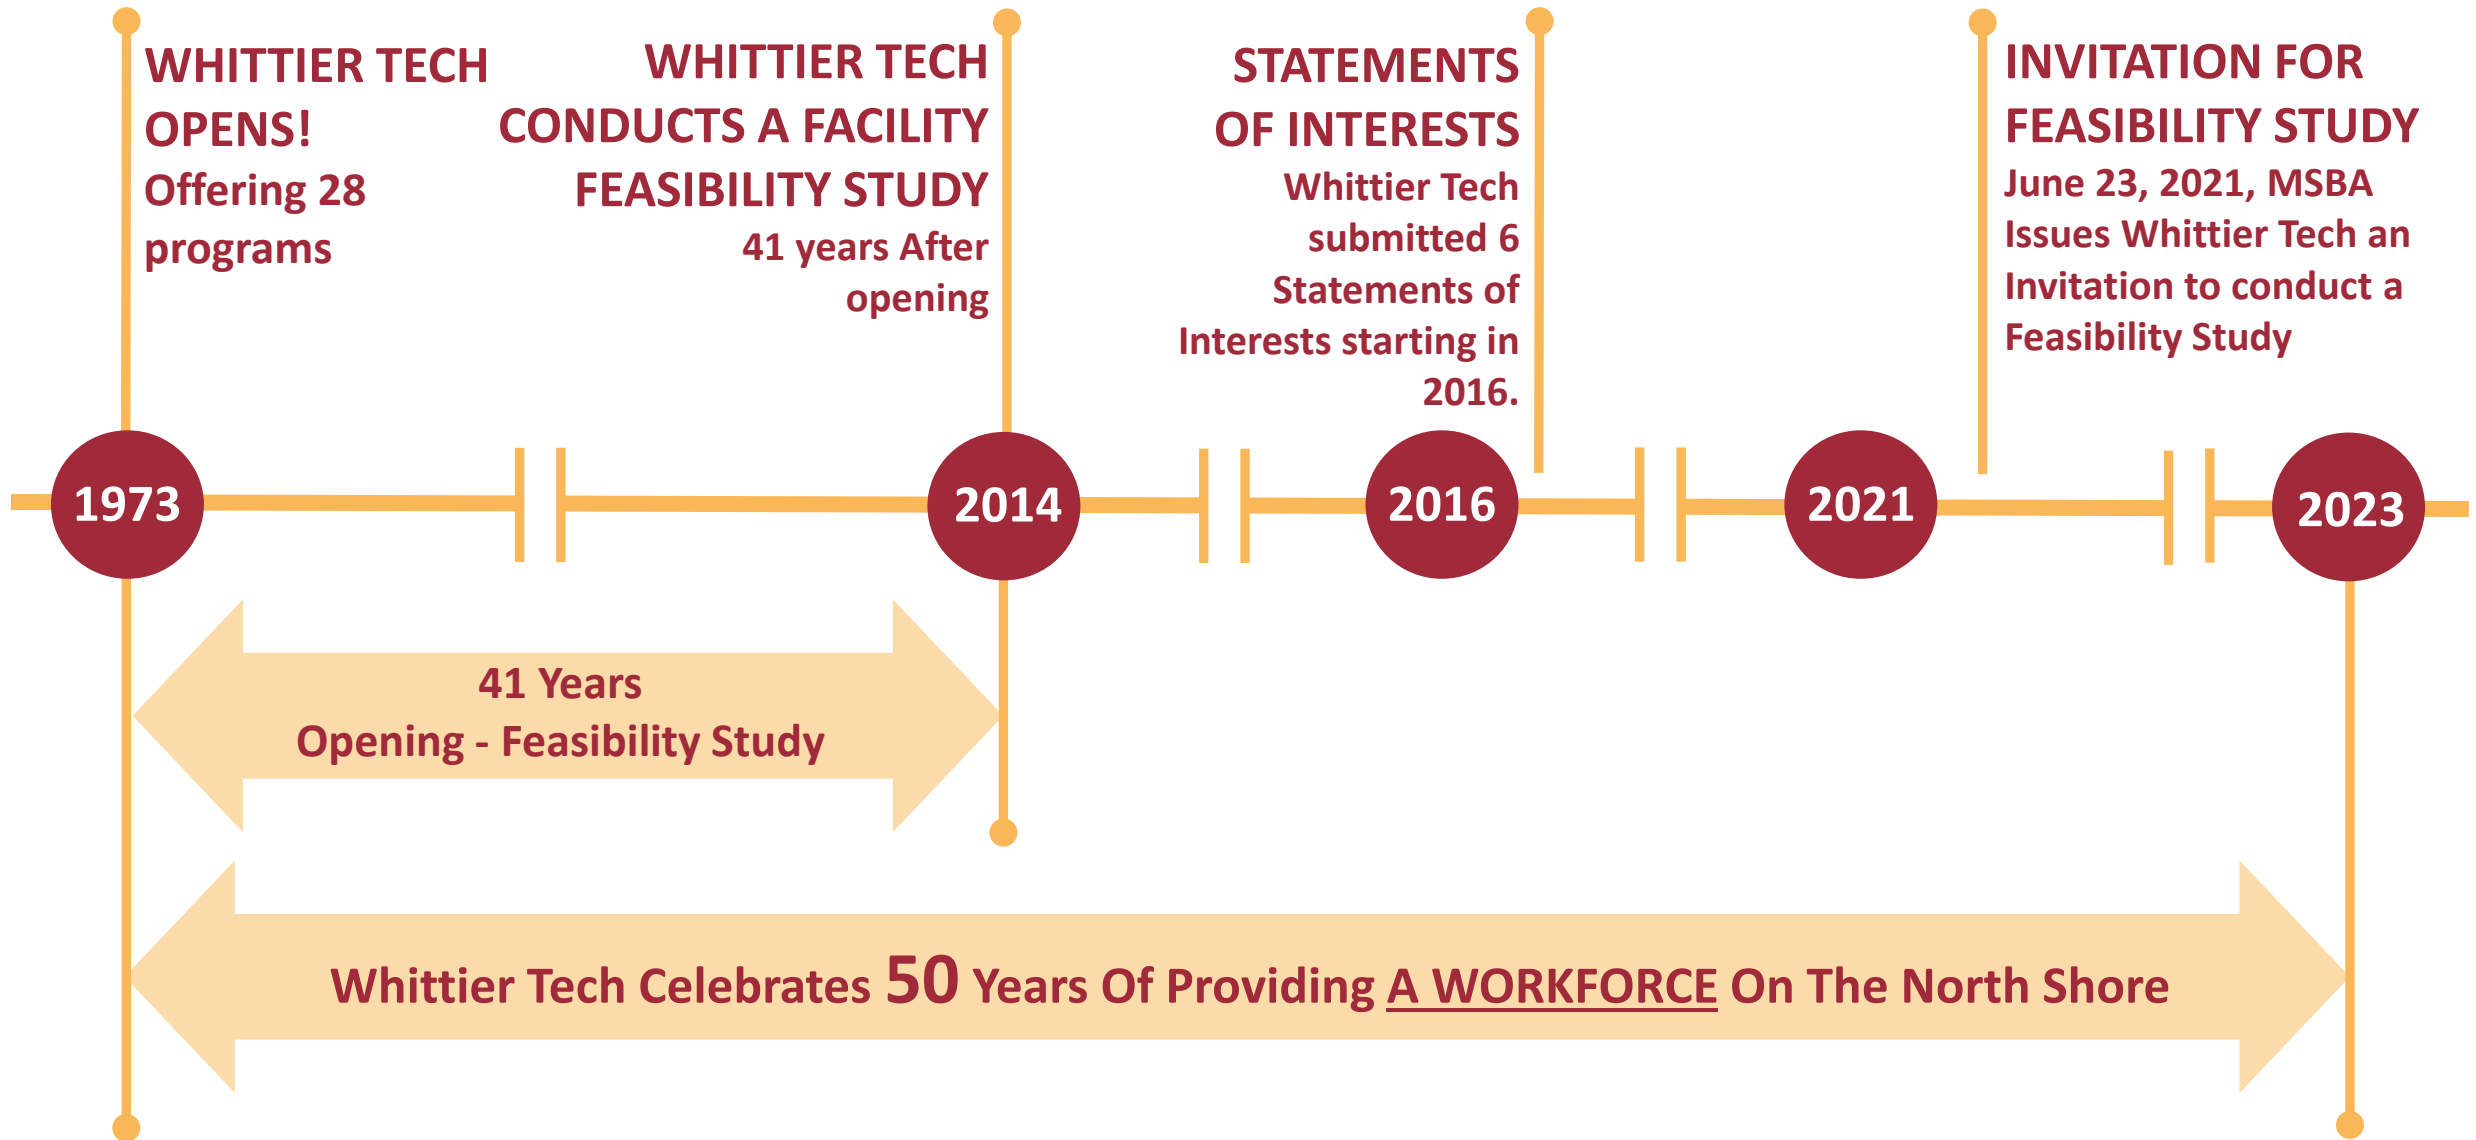 WHITTIER TECH
OPENS!
Offering 28
programs
WHITTIER TECH
CONDUCTS A FACILITY
FEASIBILITY STUDY
41 years After
opening
STATEMENTS
OF INTERESTS
Whittier Tech
submitted 6
Statements of
Interests starting in
2016.
INVITATION FOR
FEASIBILITY STUDY
June 23, 2021, MSBA
Issues Whittier Tech an
Invitation to conduct a
Feasibility Study
1973
2014
2016
2021
2023
41 Years
Opening - Feasibility Study
Whittier Tech Celebrates 50 Years Of Providing A WORKFORCE On The North Shore